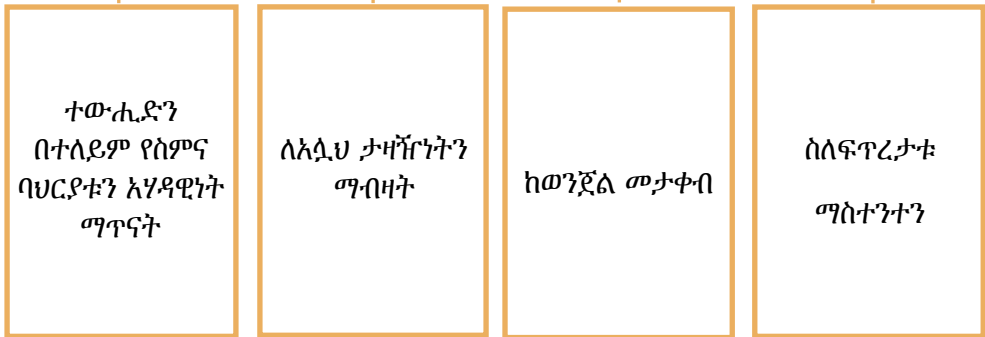 ተውሒድን
በተለይም የስምና
ባህርያቱን አሃዳዊነት
ማጥናት
ለአሏህ ታዛዥነትን
ማብዛት
ከወንጀል መታቀብ
ስለፍጥረታቱ
ማስተንተን